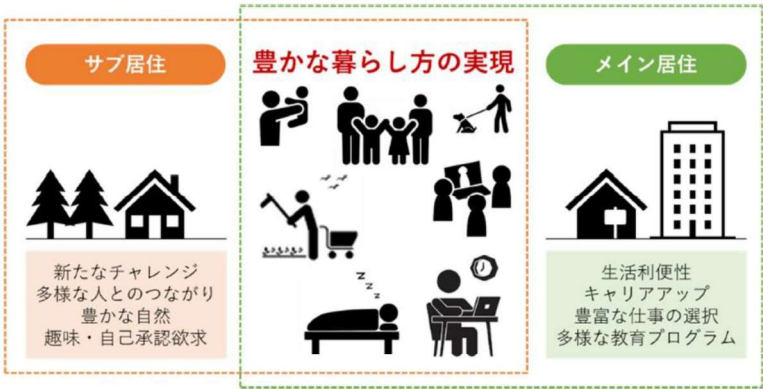 サブ居住
豊かな暮らし方の実現
メイン居住
新たなチャレンジ
多様な人とのつながり
豊かな自然
趣味・自己承認欲求
z
z
z
z
生活利便性
キャリアアップ
豊富な仕事の選択
多様な教育プログラム